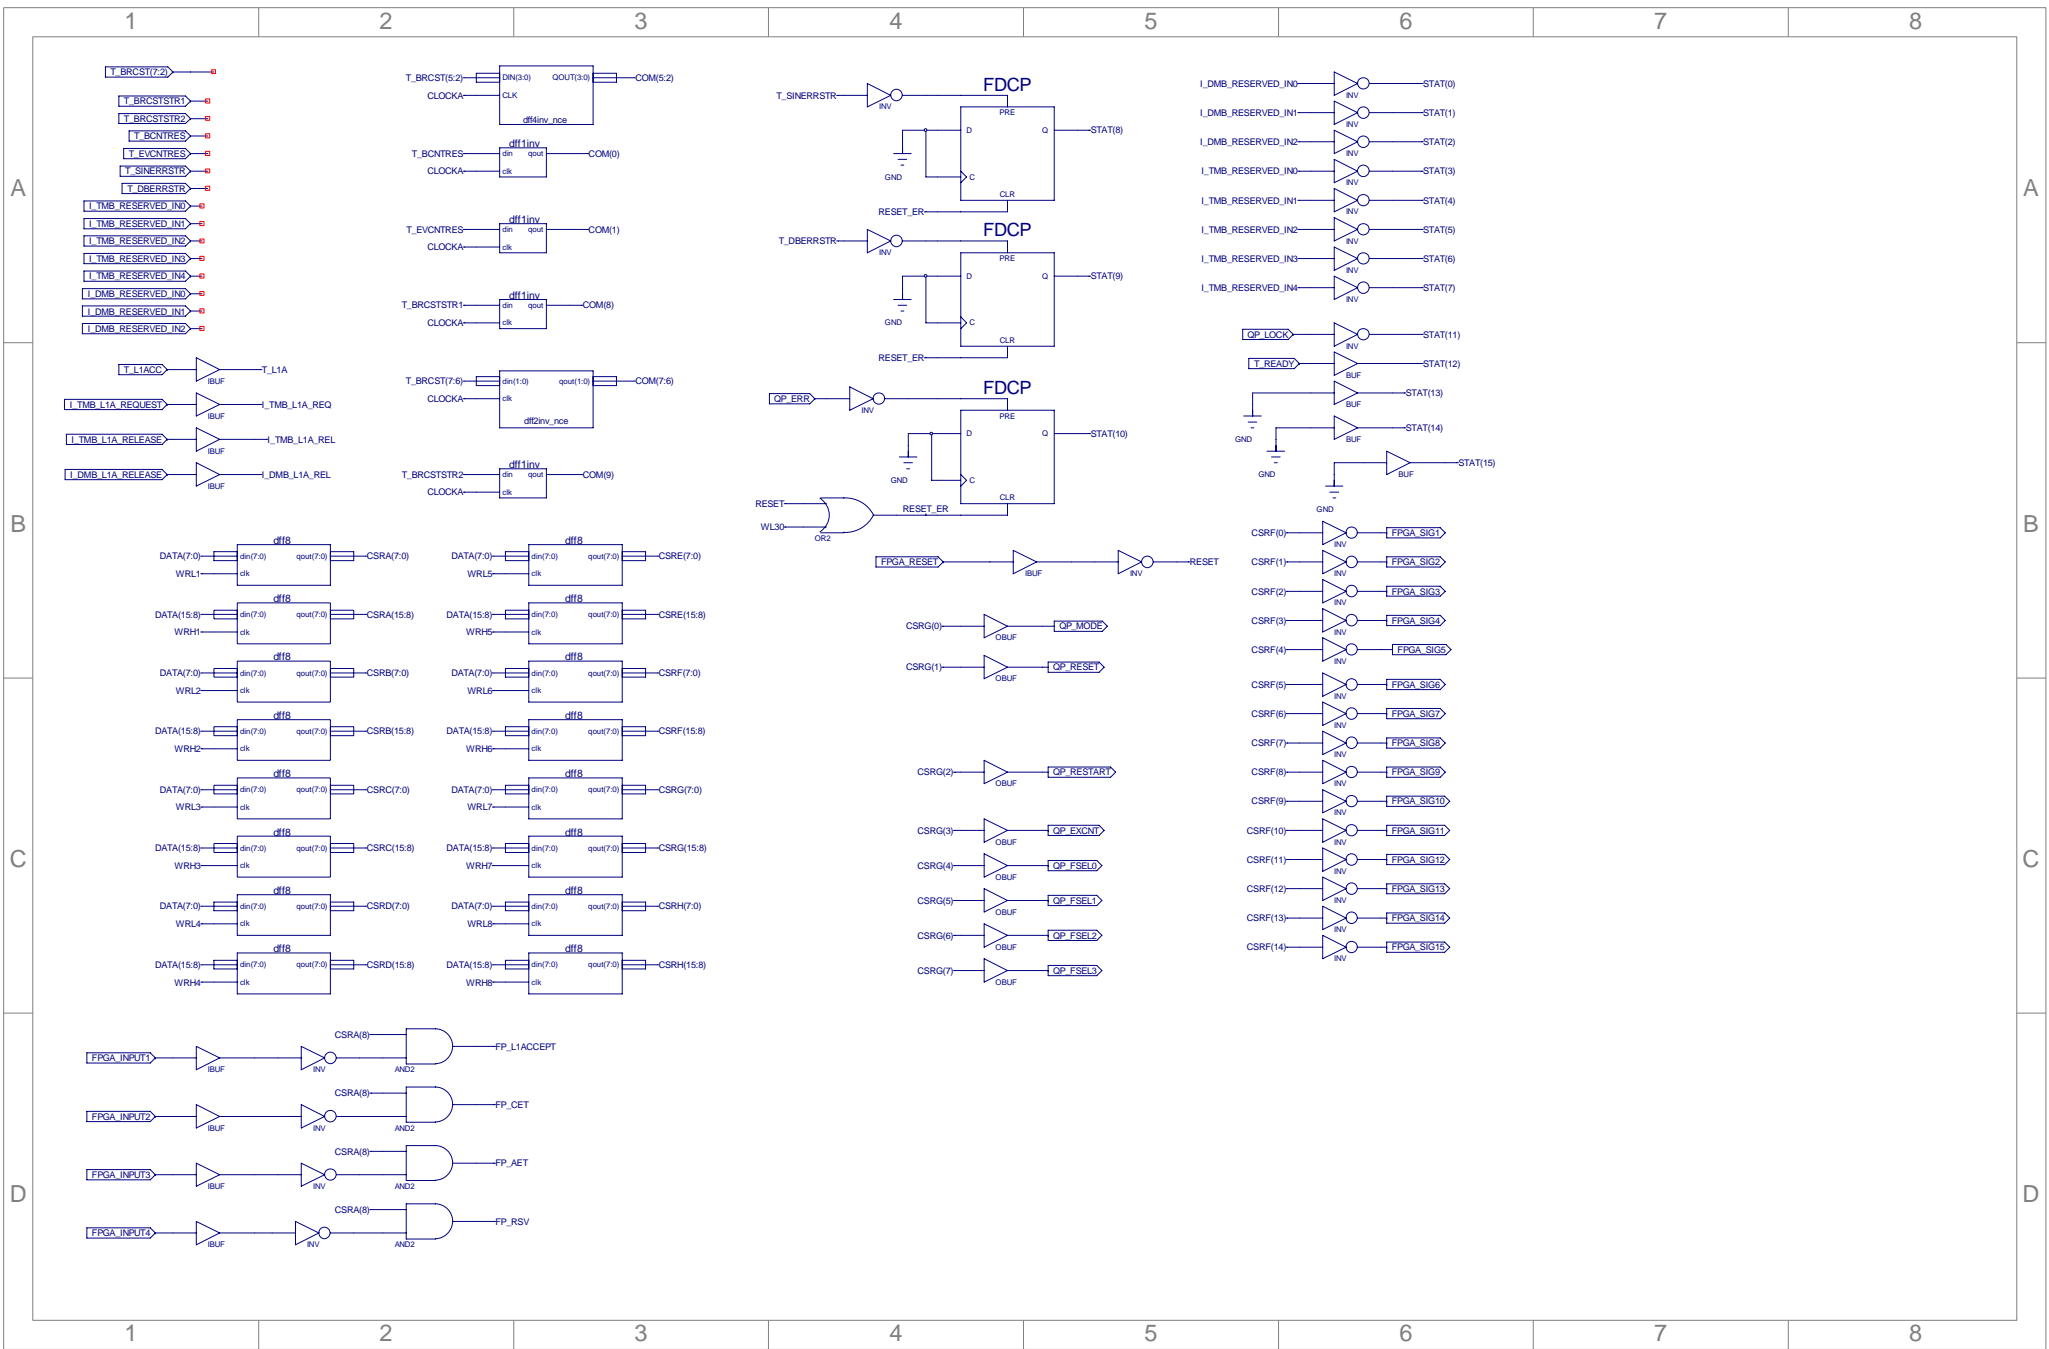 1 2 3 4 5 6 7 8
A A
B B
C C
D D
T_BRCST(7:2)
T_BRCSTSTR1
T_BRCSTSTR2
T_BCNTRES
T_EVCNTRES
T_SINERRSTR
T_DBERRSTR
I_TMB_RESERVED_IN0
I_TMB_RESERVED_IN1
I_TMB_RESERVED_IN2
I_TMB_RESERVED_IN3
I_TMB_RESERVED_IN4
I_DMB_RESERVED_IN0
I_DMB_RESERVED_IN1
I_DMB_RESERVED_IN2
T_L1ACC IBUF T_L1A
I_TMB_L1A_REQUEST IBUF I_TMB_L1A_REQ
I_TMB_L1A_RELEASE IBUF I_TMB_L1A_REL
I_DMB_L1A_RELEASE IBUF I_DMB_L1A_REL
T_BRCST(5:2) DIN(3:0) QOUT(3:0) COM(5:2)
CLOCKA CLK
dff4inv_nce
dff1inv
T_BCNTRES din qout COM(0)
CLOCKA clk
dff1inv
T_EVCNTRES din qout COM(1)
CLOCKA clk
dff1inv
T_BRCSTSTR1 din qout COM(8)
CLOCKA clk
T_BRCST(7:6) din(1:0) qout(1:0) COM(7:6)
CLOCKA clk
dff2inv_nce
dff1inv
T_BRCSTSTR2 din qout COM(9)
CLOCKA clk
dff8
DATA(7:0) din(7:0) qout(7:0) CSRA(7:0)
WRL1 clk
dff8
DATA(15:8) din(7:0) qout(7:0) CSRA(15:8)
WRH1 clk
dff8
DATA(7:0) din(7:0) qout(7:0) CSRB(7:0)
WRL2 clk
dff8
DATA(15:8) din(7:0) qout(7:0) CSRB(15:8)
WRH2 clk
dff8
DATA(7:0) din(7:0) qout(7:0) CSRC(7:0)
WRL3 clk
dff8
DATA(15:8) din(7:0) qout(7:0) CSRC(15:8)
WRH3 clk
dff8
DATA(7:0) din(7:0) qout(7:0) CSRD(7:0)
WRL4 clk
dff8
DATA(15:8) din(7:0) qout(7:0) CSRD(15:8)
WRH4 clk
dff8
DATA(7:0) din(7:0) qout(7:0) CSRE(7:0)
WRL5 clk
dff8
DATA(15:8) din(7:0) qout(7:0) CSRE(15:8)
WRH5 clk
dff8
DATA(7:0) din(7:0) qout(7:0) CSRF(7:0)
WRL6 clk
dff8
DATA(15:8) din(7:0) qout(7:0) CSRF(15:8)
WRH6 clk
dff8
DATA(7:0) din(7:0) qout(7:0) CSRG(7:0)
WRL7 clk
dff8
DATA(15:8) din(7:0) qout(7:0) CSRG(15:8)
WRH7 clk
dff8
DATA(7:0) din(7:0) qout(7:0) CSRH(7:0)
WRL8 clk
dff8
DATA(15:8) din(7:0) qout(7:0) CSRH(15:8)
WRH8 clk
CSRA(8)
FPGA_INPUT1 IBUF INV AND2 FP_L1ACCEPT
CSRA(8)
FPGA_INPUT2 IBUF INV AND2 FP_CET
CSRA(8)
FPGA_INPUT3 IBUF INV AND2 FP_AET
CSRA(8)
FPGA_INPUT4 IBUF INV AND2 FP_RSV
FDCP
T_SINERRSTR INV PRE
D Q STAT(8)
GND C
CLR
RESET_ER
FDCP
T_DBERRSTR INV PRE
D Q STAT(9)
GND C
CLR
RESET_ER
FDCP
QP_ERR INV PRE
D Q STAT(10)
GND C
CLR
RESET RESET_ER
WL30 OR2
FPGA_RESET IBUF INV RESET
CSRG(0) OBUF QP_MODE
CSRG(1) OBUF QP_RESET
CSRG(2) OBUF QP_RESTART
CSRG(3) OBUF QP_EXCNT
CSRG(4) OBUF QP_FSEL0
CSRG(5) OBUF QP_FSEL1
CSRG(6) OBUF QP_FSEL2
CSRG(7) OBUF QP_FSEL3
I_DMB_RESERVED_IN0 INV STAT(0)
I_DMB_RESERVED_IN1 INV STAT(1)
I_DMB_RESERVED_IN2 INV STAT(2)
I_TMB_RESERVED_IN0 INV STAT(3)
I_TMB_RESERVED_IN1 INV STAT(4)
I_TMB_RESERVED_IN2 INV STAT(5)
I_TMB_RESERVED_IN3 INV STAT(6)
I_TMB_RESERVED_IN4 INV STAT(7)
QP_LOCK INV STAT(11)
T_READY BUF STAT(12)
GND BUF STAT(13)
GND BUF STAT(14)
GND BUF STAT(15)
CSRF(0) INV FPGA_SIG1
CSRF(1) INV FPGA_SIG2
CSRF(2) INV FPGA_SIG3
CSRF(3) INV FPGA_SIG4
CSRF(4) INV FPGA_SIG5
CSRF(5) INV FPGA_SIG6
CSRF(6) INV FPGA_SIG7
CSRF(7) INV FPGA_SIG8
CSRF(8) INV FPGA_SIG9
CSRF(9) INV FPGA_SIG10
CSRF(10) INV FPGA_SIG11
CSRF(11) INV FPGA_SIG12
CSRF(12) INV FPGA_SIG13
CSRF(13) INV FPGA_SIG14
CSRF(14) INV FPGA_SIG15
1 2 3 4 5 6 7 8